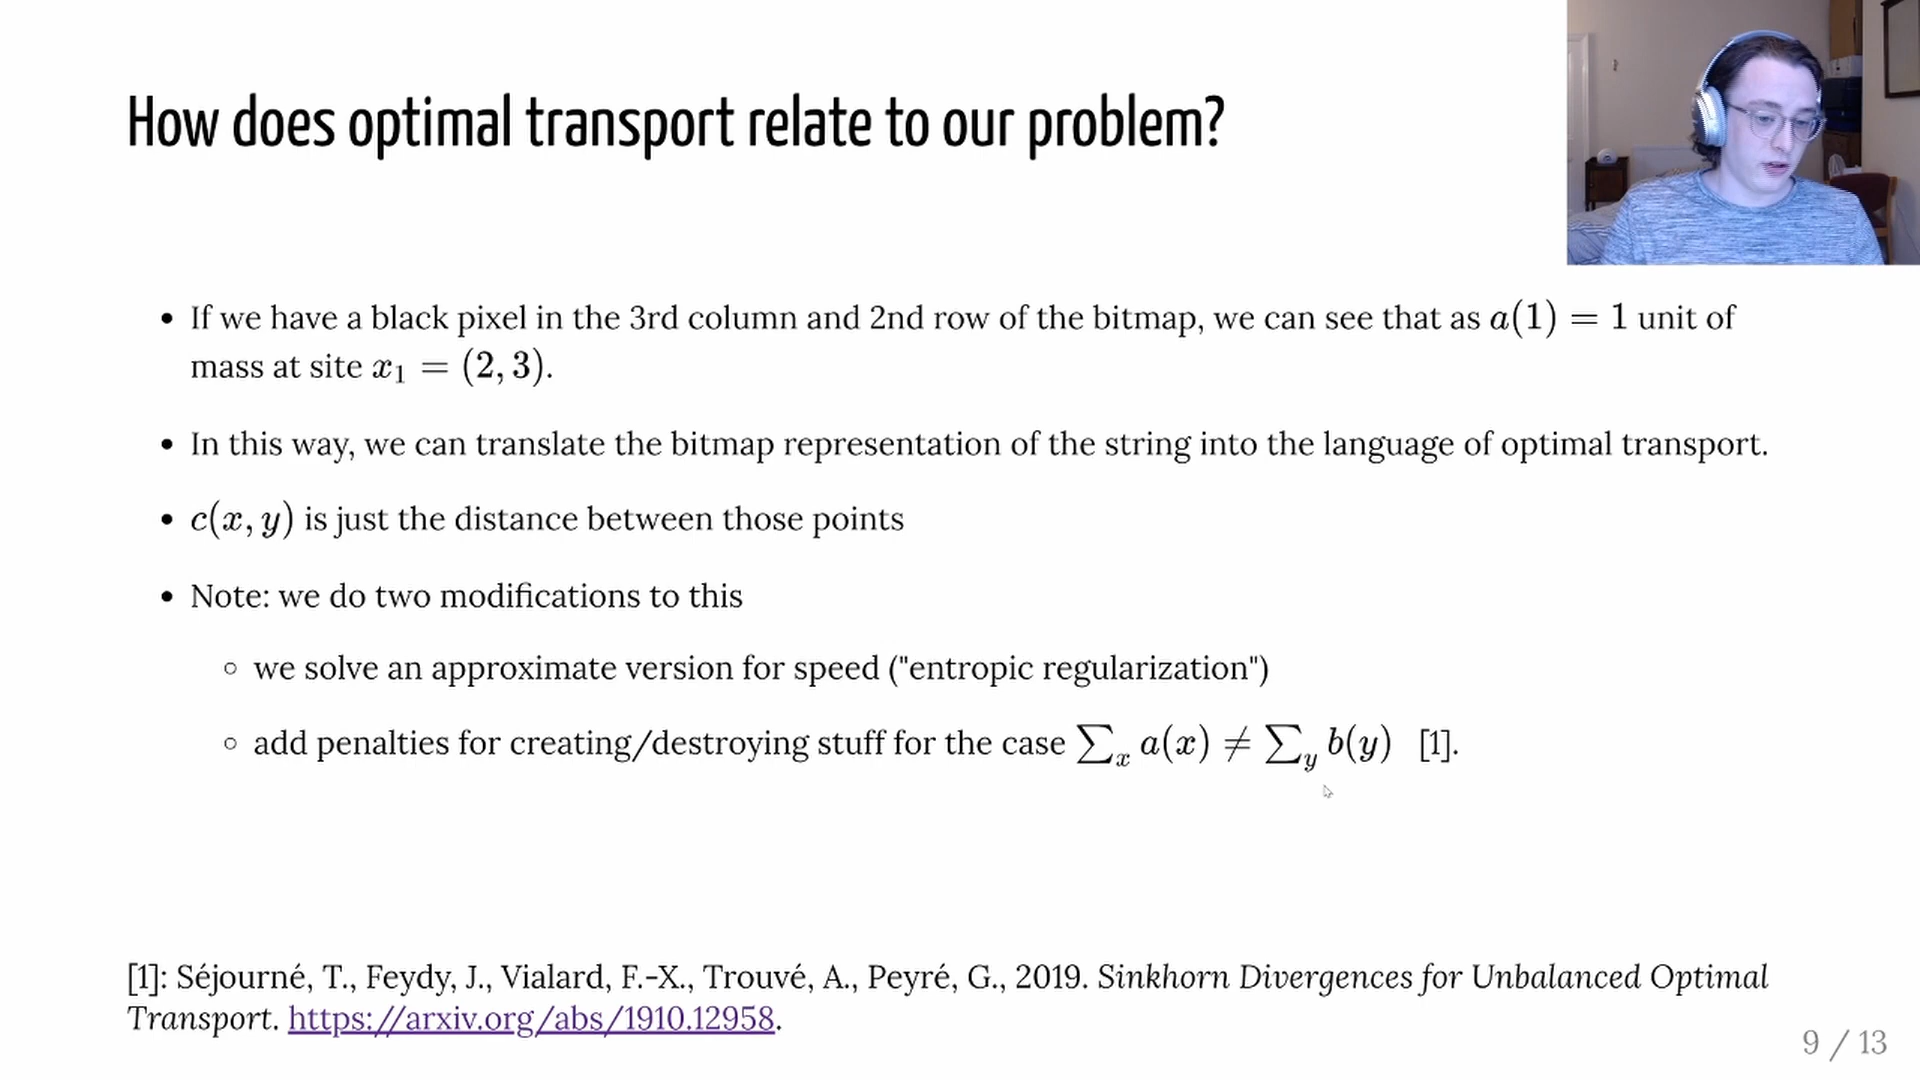 How does optimal transport relate to our problem?
• If we have a black pixel in the 3rd column and 2nd row of the bitmap, we can see that as a(1) = 1 unit of
mass at site x₁ = (2, 3).
• In this way, we can translate the bitmap representation of the string into the language of optimal transport.
• c(x, y) is just the distance between those points
• Note: we do two modifications to this
◦ we solve an approximate version for speed ("entropic regularization")
◦ add penalties for creating/destroying stuff for the case ∑ₓ a(x) ≠ ∑_y b(y) [1].
[1]: Séjourné, T., Feydy, J., Vialard, F.-X., Trouvé, A., Peyré, G., 2019. Sinkhorn Divergences for Unbalanced Optimal
Transport. https://arxiv.org/abs/1910.12958.
9 / 13